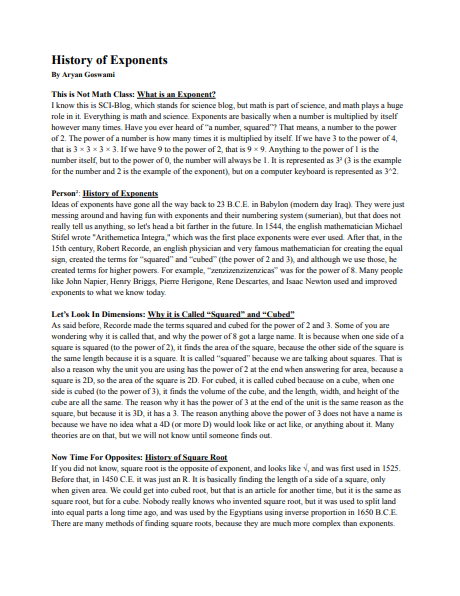 History of Exponents
By Aryan Goswami
This is Not Math Class: What is an Exponent?
I know this is SCI-Blog, which stands for science blog, but math is part of science, and math plays a huge
role in it. Everything is math and science. Exponents are basically when a number is multiplied by itself
however many times. Have you ever heard of “a number, squared”? That means, a number to the power
of 2. The power of a number is how many times it is multiplied by itself. If we have 3 to the power of 4,
that is 3 × 3 × 3 × 3. If we have 9 to the power of 2, that is 9 × 9. Anything to the power of 1 is the
number itself, but to the power of 0, the number will always be 1. It is represented as 3² (3 is the example
for the number and 2 is the example of the exponent), but on a computer keyboard is represented as 3^2.
Person²: History of Exponents
Ideas of exponents have gone all the way back to 23 B.C.E. in Babylon (modern day Iraq). They were just
messing around and having fun with exponents and their numbering system (sumerian), but that does not
really tell us anything, so let's head a bit farther in the future. In 1544, the english mathematician Michael
Stifel wrote "Arithemetica Integra," which was the first place exponents were ever used. After that, in the
15th century, Robert Recorde, an english physician and very famous mathematician for creating the equal
sign, created the terms for “squared” and “cubed” (the power of 2 and 3), and although we use those, he
created terms for higher powers. For example, “zenzizenzizenzicas” was for the power of 8. Many people
like John Napier, Henry Briggs, Pierre Herigone, Rene Descartes, and Isaac Newton used and improved
exponents to what we know today.
Let’s Look In Dimensions: Why it is Called “Squared” and “Cubed”
As said before, Recorde made the terms squared and cubed for the power of 2 and 3. Some of you are
wondering why it is called that, and why the power of 8 got a large name. It is because when one side of a
square is squared (to the power of 2), it finds the area of the square, because the other side of the square is
the same length because it is a square. It is called “squared” because we are talking about squares. That is
also a reason why the unit you are using has the power of 2 at the end when answering for area, because a
square is 2D, so the area of the square is 2D. For cubed, it is called cubed because on a cube, when one
side is cubed (to the power of 3), it finds the volume of the cube, and the length, width, and height of the
cube are all the same. The reason why it has the power of 3 at the end of the unit is the same reason as the
square, but because it is 3D, it has a 3. The reason anything above the power of 3 does not have a name is
because we have no idea what a 4D (or more D) would look like or act like, or anything about it. Many
theories are on that, but we will not know until someone finds out.
Now Time For Opposites: History of Square Root
If you did not know, square root is the opposite of exponent, and looks like √, and was first used in 1525.
Before that, in 1450 C.E. it was just an R. It is basically finding the length of a side of a square, only
when given area. We could get into cubed root, but that is an article for another time, but it is the same as
square root, but for a cube. Nobody really knows who invented square root, but it was used to split land
into equal parts a long time ago, and was used by the Egyptians using inverse proportion in 1650 B.C.E.
There are many methods of finding square roots, because they are much more complex than exponents.